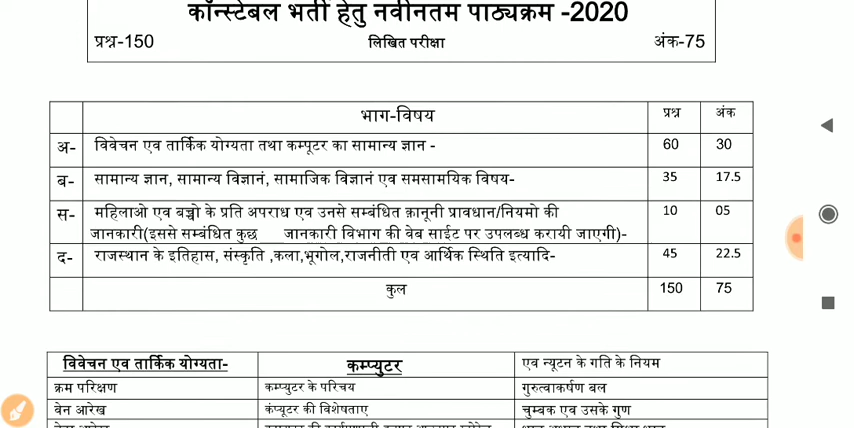 कॉन्स्टेबल भर्ती हेतु नवीनतम पाठ्यक्रम -2020
प्रश्न-150 लिखित परीक्षा अंक-75
भाग-विषय प्रश्न अंक
अ- विवेचन एव तार्किक योग्यता तथा कम्पूटर का सामान्य ज्ञान - 60 30
ब- सामान्य ज्ञान, सामान्य विज्ञानं, सामाजिक विज्ञानं एव समसामयिक विषय- 35 17.5
स- महिलाओ एव बच्चो के प्रति अपराध एव उनसे सम्बंधित क़ानूनी प्रावधान/नियमो की 10 05
जानकारी(इससे सम्बंधित कुछ जानकारी विभाग की वेब साईट पर उपलब्ध करायी जाएगी)-
द- राजस्थान के इतिहास, संस्कृति ,कला,भूगोल,राजनीती एव आर्थिक स्थिति इत्यादि- 45 22.5
कुल 150 75
विवेचन एव तार्किक योग्यता- कम्प्युटर एव न्यूटन के गति के नियम
क्रम परिक्षण कम्प्युटर के परिचय गुरुत्वाकर्षण बल
वेन आरेख कंप्यूटर की विशेषताए चुम्बक एव उसके गुण